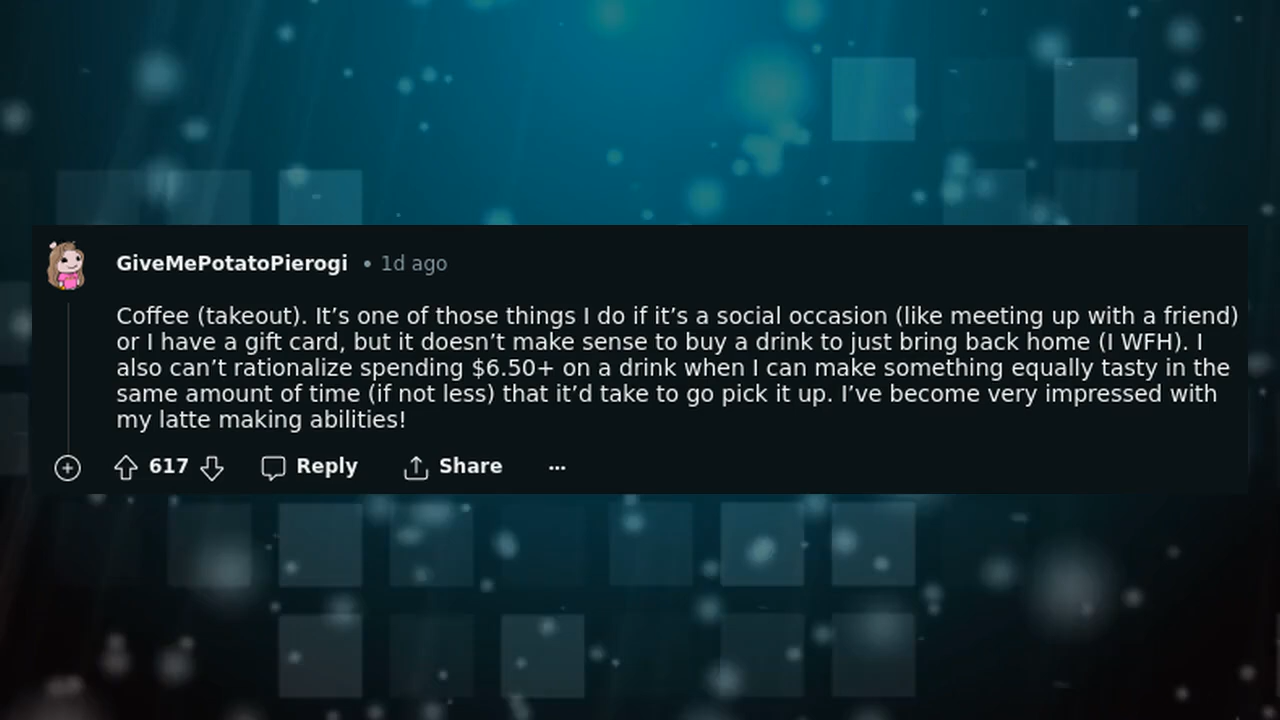 GiveMePotatoPierogi • 1d ago
Coffee (takeout). It’s one of those things I do if it’s a social occasion (like meeting up with a friend)
or I have a gift card, but it doesn’t make sense to buy a drink to just bring back home (I WFH). I
also can’t rationalize spending $6.50+ on a drink when I can make something equally tasty in the
same amount of time (if not less) that it’d take to go pick it up. I’ve become very impressed with
my latte making abilities!
617 Reply Share ···